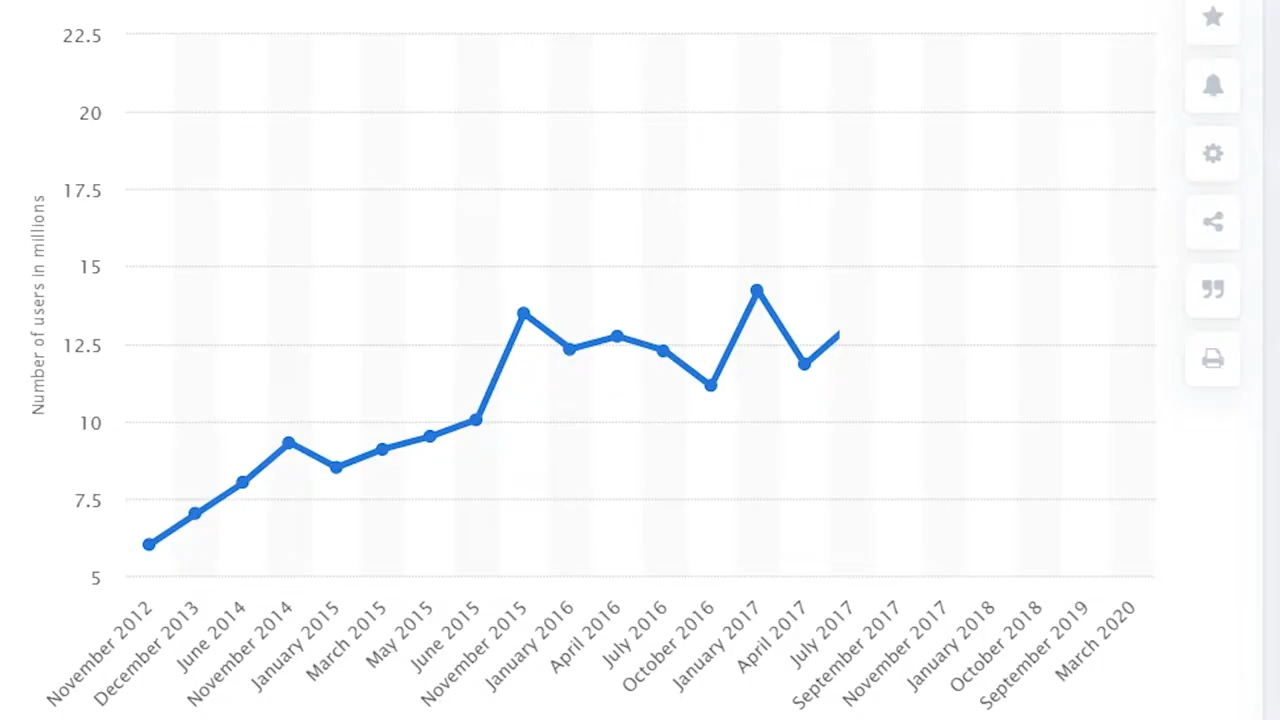 22.5
20
17.5
15
12.5
10
7.5
5
Number of users in millions
November 2012
December 2013
June 2014
November 2014
January 2015
March 2015
May 2015
June 2015
November 2015
January 2016
April 2016
July 2016
October 2016
January 2017
April 2017
July 2017
September 2017
November 2017
January 2018
October 2018
September 2019
March 2020